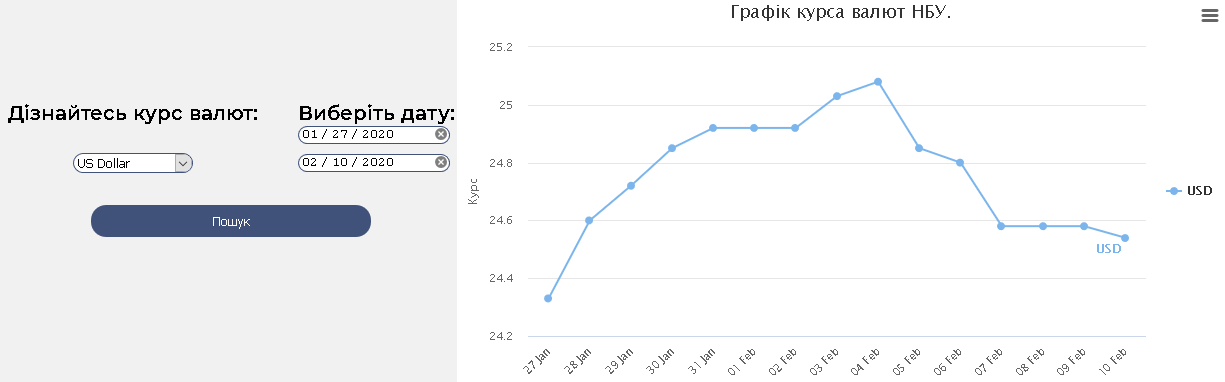 Дізнайтесь курс валют:
Виберіть дату:
01 / 27 / 2020
US Dollar
02 / 10 / 2020
Пошук
Графік курса валют НБУ.
Курс
25.2
25
24.8
24.6
24.4
24.2
27 Jan
28 Jan
29 Jan
30 Jan
31 Jan
01 Feb
02 Feb
03 Feb
04 Feb
05 Feb
06 Feb
07 Feb
08 Feb
09 Feb
10 Feb
USD
USD